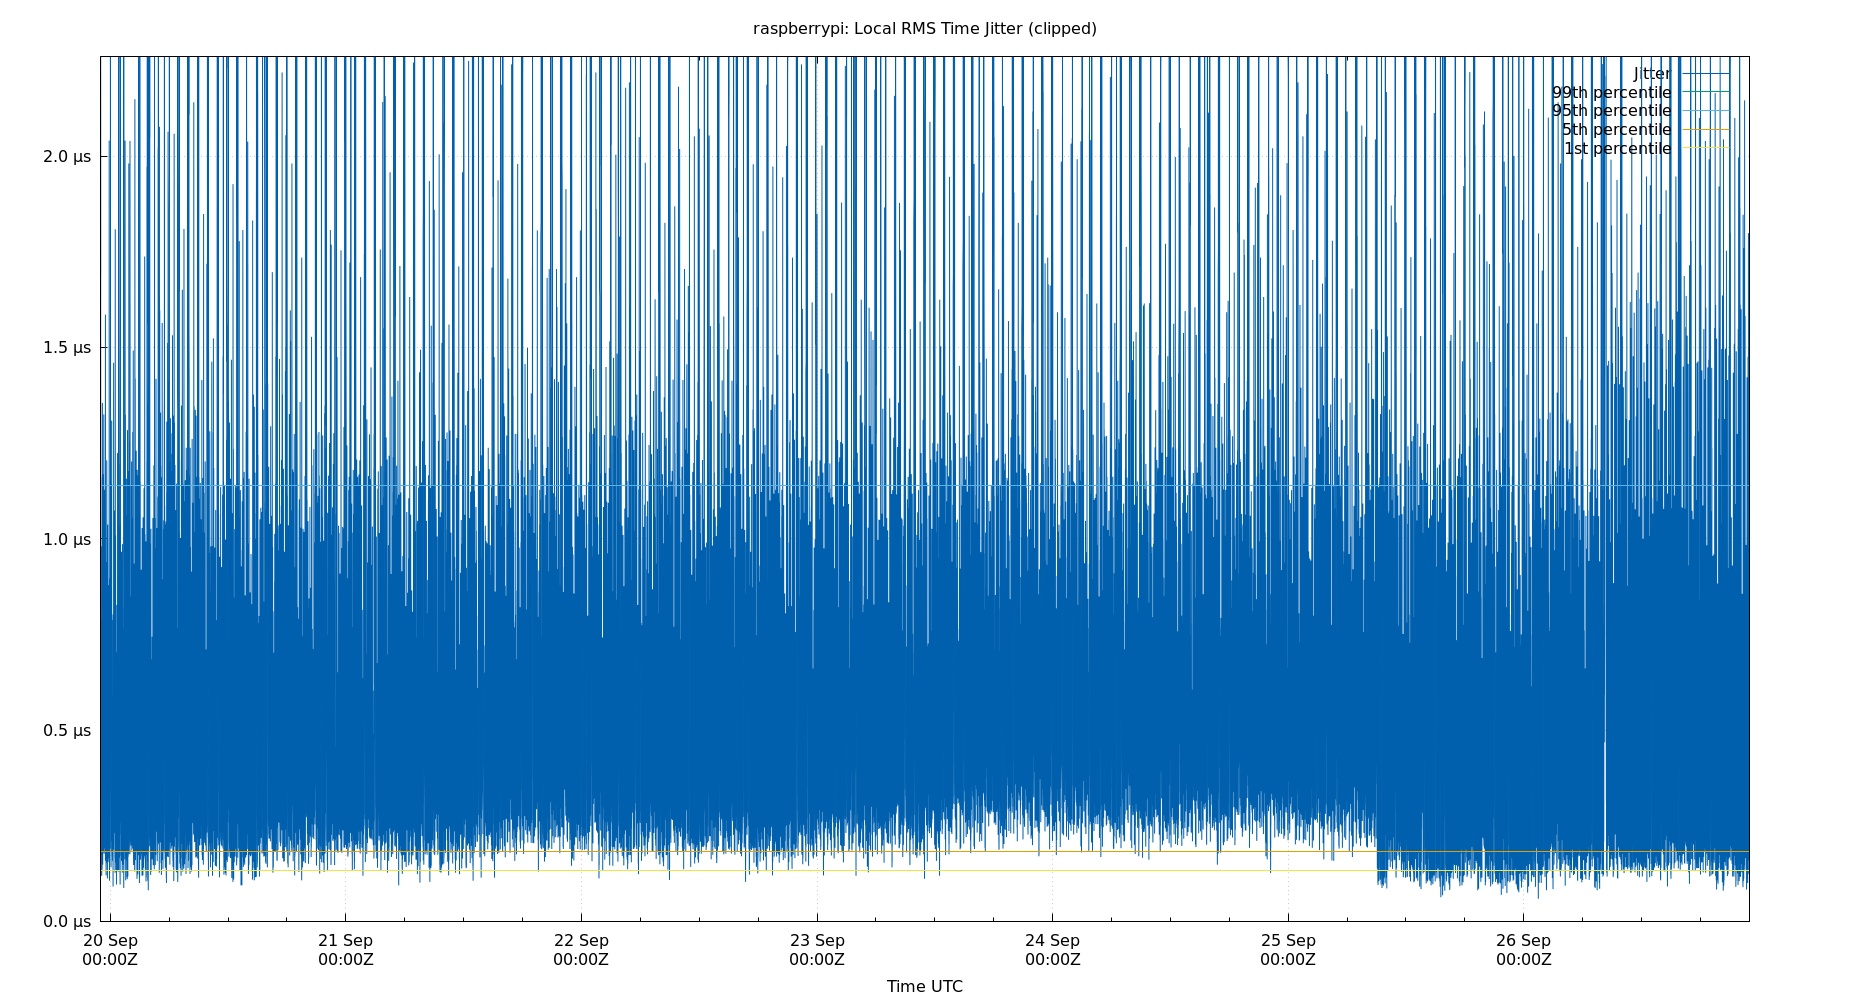 raspberrypi: Local RMS Time Jitter (clipped)
Jitter
99th percentile
95th percentile
5th percentile
1st percentile
2.0 µs
1.5 µs
1.0 µs
0.5 µs
0.0 µs
20 Sep 21 Sep 22 Sep 23 Sep 24 Sep 25 Sep 26 Sep
00:00Z 00:00Z 00:00Z 00:00Z 00:00Z 00:00Z 00:00Z
Time UTC